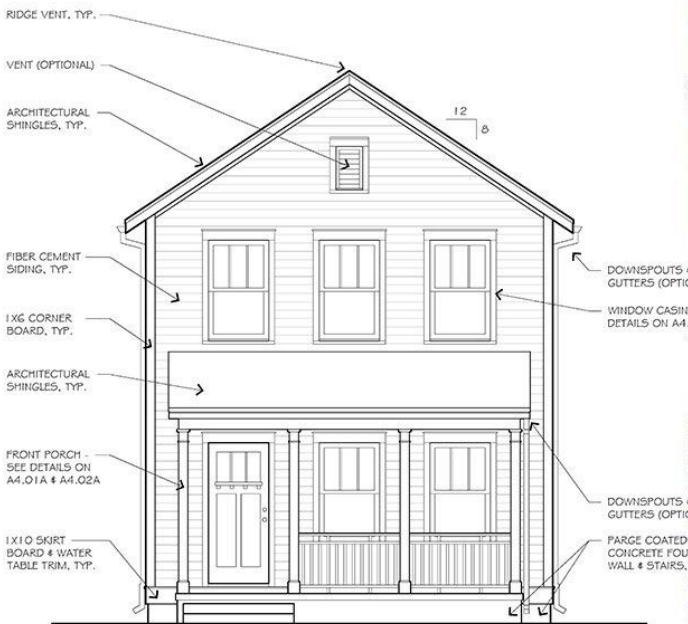 RIDGE VENT, TYP.
VENT (OPTIONAL)
ARCHITECTURAL
SHINGLES, TYP.
12
8
FIBER CEMENT
SIDING, TYP.
1X6 CORNER
BOARD, TYP.
ARCHITECTURAL
SHINGLES, TYP.
FRONT PORCH -
SEE DETAILS ON
A4.01A & A4.02A
1X10 SKIRT
BOARD & WATER
TABLE TRIM, TYP.
DOWNSPOUTS &
GUTTERS (OPTIO
WINDOW CASIN
DETAILS ON A4.
DOWNSPOUTS &
GUTTERS (OPTIO
PARGE COATED
CONCRETE FOU
WALL & STAIRS,